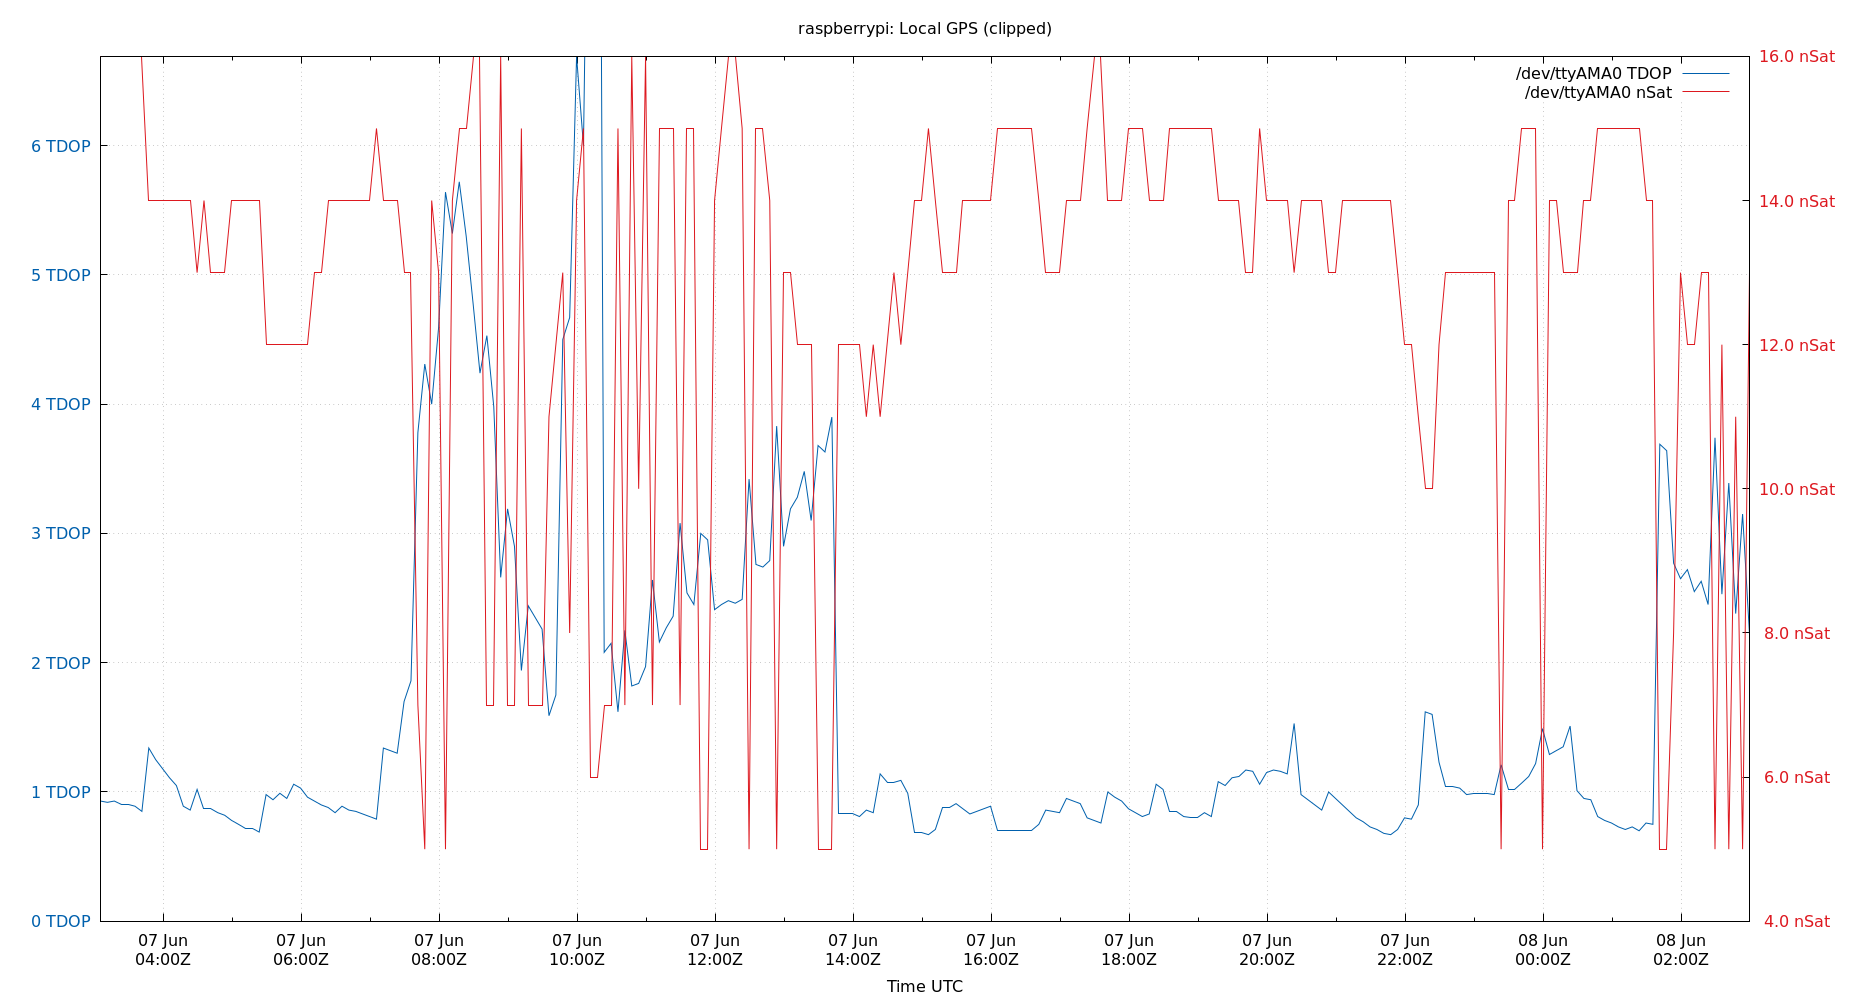 raspberrypi: Local GPS (clipped)
/dev/ttyAMA0 TDOP
/dev/ttyAMA0 nSat
6 TDOP
5 TDOP
4 TDOP
3 TDOP
2 TDOP
1 TDOP
0 TDOP
16.0 nSat
14.0 nSat
12.0 nSat
10.0 nSat
8.0 nSat
6.0 nSat
4.0 nSat
07 Jun 07 Jun 07 Jun 07 Jun 07 Jun 07 Jun 07 Jun 07 Jun 07 Jun 07 Jun 08 Jun 08 Jun
04:00Z 06:00Z 08:00Z 10:00Z 12:00Z 14:00Z 16:00Z 18:00Z 20:00Z 22:00Z 00:00Z 02:00Z
Time UTC